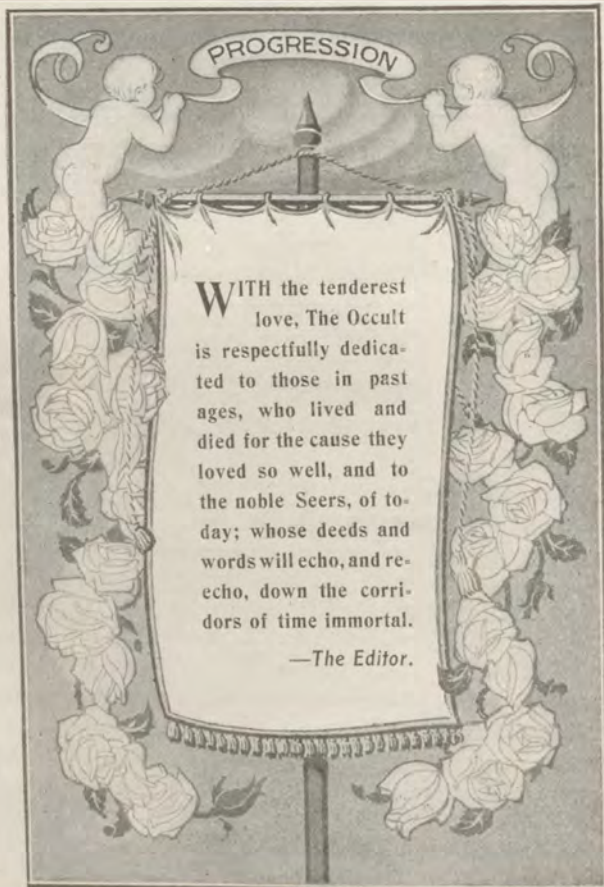 PROGRESSION
WITH the tenderest
love, The Occult
is respectfully dedica-
ted to those in past
ages, who lived and
died for the cause they
loved so well, and to
the noble Seers, of to-
day; whose deeds and
words will echo, and re-
echo, down the corri-
dors of time immortal.
—The Editor.